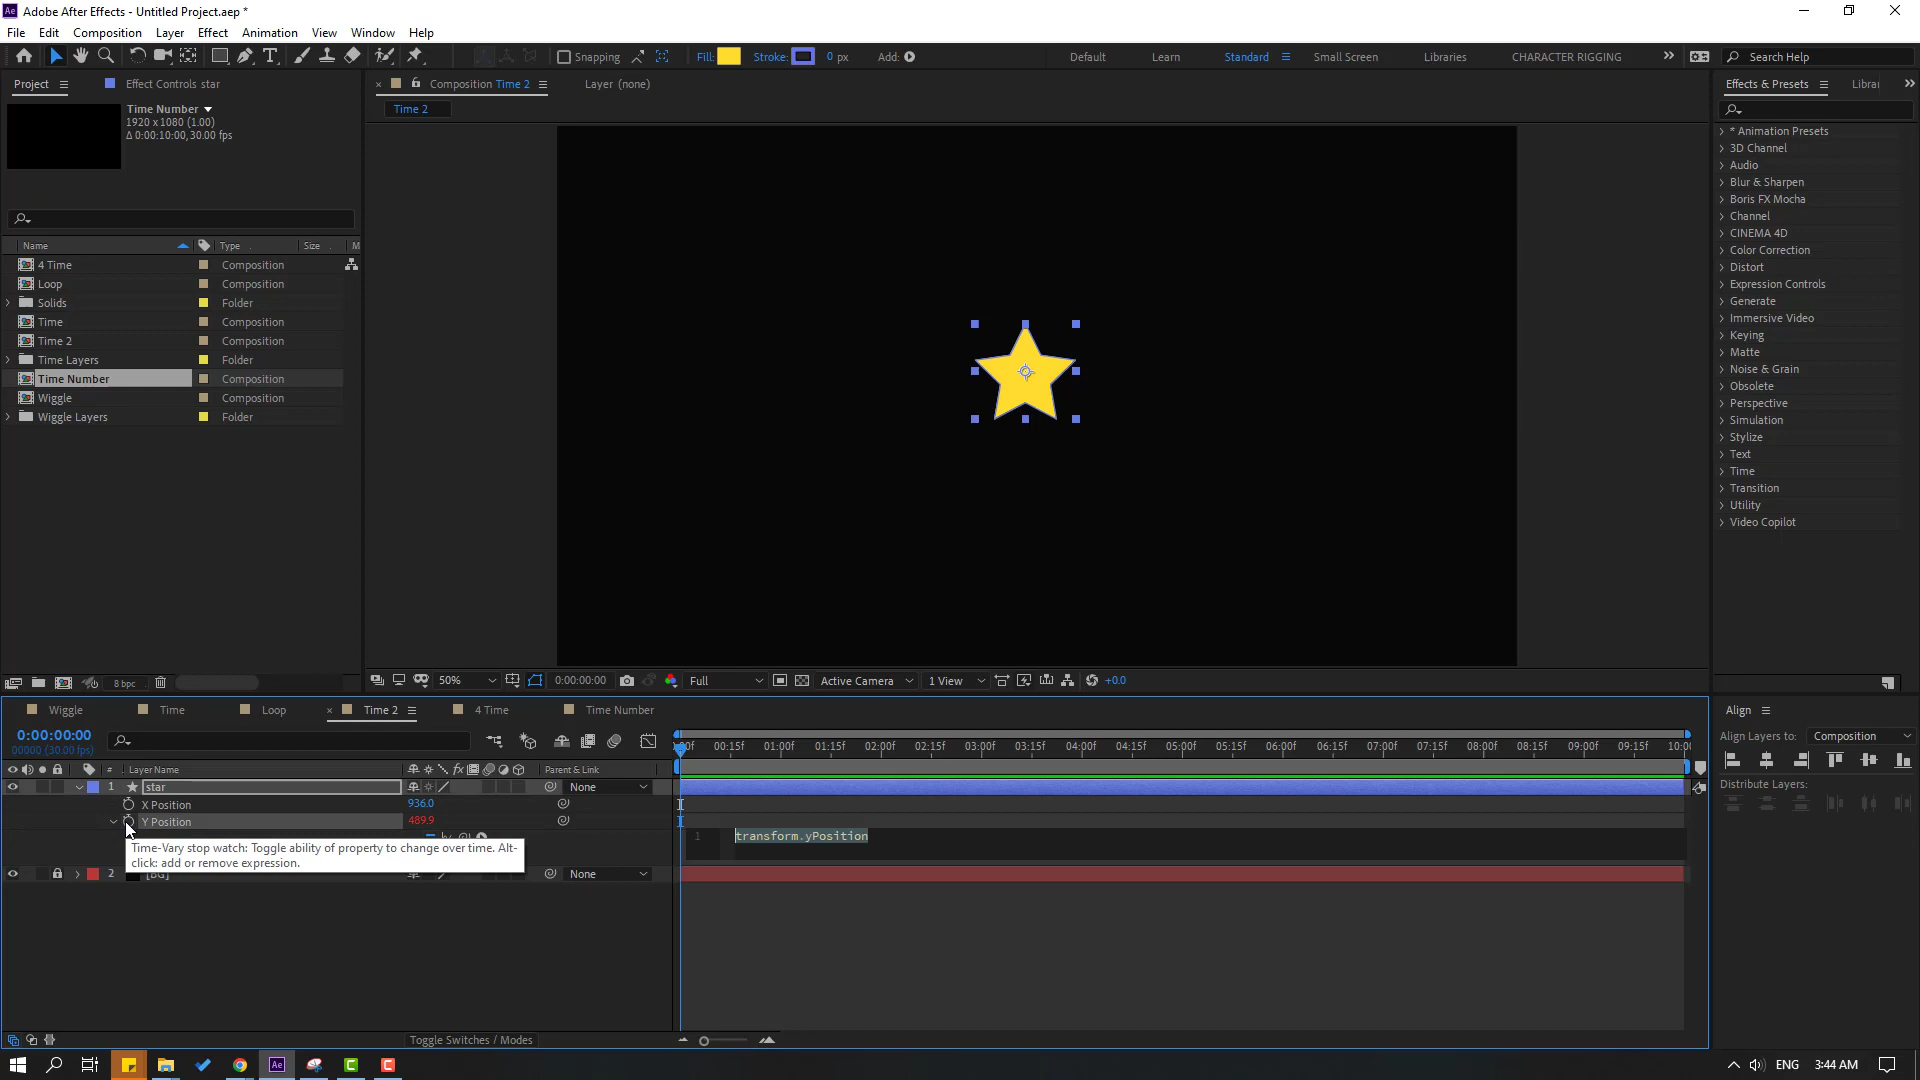 Adobe After Effects - Untitled Project.aep *
File Edit Composition Layer Effect Animation View Window Help
Snapping Fill: Stroke: 0 px Add: Default Learn Standard Small Screen Libraries CHARACTER RIGGING Search Help
Project Effect Controls star Composition Time 2 Layer (none) Effects & Presets Librar
Time 2
Time Number
1920 x 1080 (1.00)
Δ 0:00:10:00, 30.00 fps
Name Type Size M
4 Time Composition
Loop Composition
Solids Folder
Time Composition
Time 2 Composition
Time Layers Folder
Time Number Composition
Wiggle Composition
Wiggle Layers Folder
* Animation Presets
3D Channel
Audio
Blur & Sharpen
Boris FX Mocha
Channel
CINEMA 4D
Color Correction
Distort
Expression Controls
Generate
Immersive Video
Keying
Matte
Noise & Grain
Obsolete
Perspective
Simulation
Stylize
Text
Time
Transition
Utility
Video Copilot
8 bpc 50% 0:00:00:00 Full Active Camera 1 View +0.0
Wiggle Time Loop Time 2 4 Time Time Number
0:00:00:00
00000 (30.00 fps)
00:15f 01:00f 01:15f 02:00f 02:15f 03:00f 03:15f 04:00f 04:15f 05:00f 05:15f 06:00f 06:15f 07:00f 07:15f 08:00f 08:15f 09:00f 09:15f
# Layer Name Parent & Link
1 star None
X Position 936.0
Y Position 489.9
1 transform.yPosition
Time-Vary stop watch: Toggle ability of property to change over time. Alt-
click: add or remove expression.
2 [BG] None
Toggle Switches / Modes
Align
Align Layers to: Composition
Distribute Layers:
ENG 3:44 AM